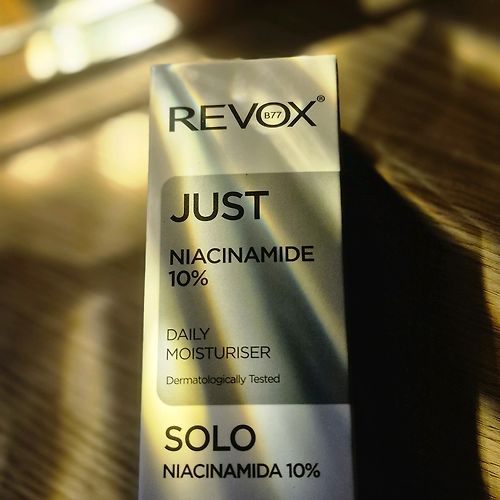 REVOX®
B77
JUST
NIACINAMIDE
10%
DAILY
MOISTURISER
Dermatologically Tested
SOLO
NIACINAMIDA 10%